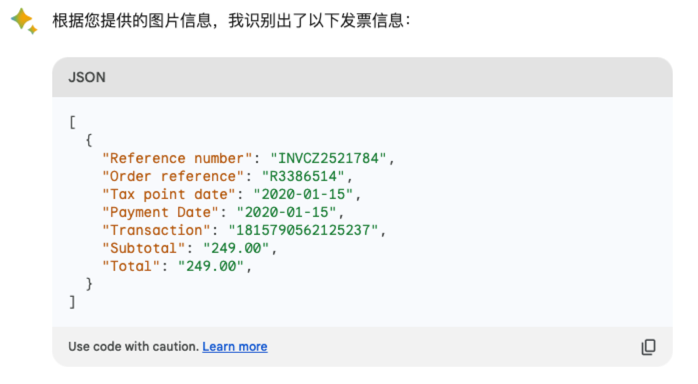 根据您提供的图片信息，我识别出了以下发票信息：
JSON
[
  {
    "Reference number": "INVCZ2521784",
    "Order reference": "R3386514",
    "Tax point date": "2020-01-15",
    "Payment Date": "2020-01-15",
    "Transaction": "1815790562125237",
    "Subtotal": "249.00",
    "Total": "249.00",
  }
]
Use code with caution. Learn more